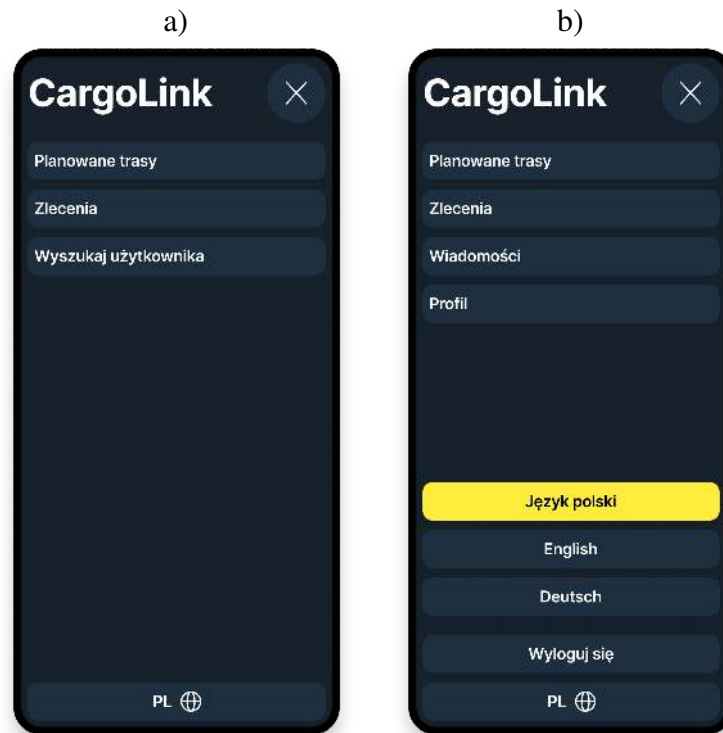 a)
CargoLink
Planowane trasy
Zlecenia
Wyszukaj użytkownika
PL
b)
CargoLink
Planowane trasy
Zlecenia
Wiadomości
Profil
Język polski
English
Deutsch
Wyloguj się
PL